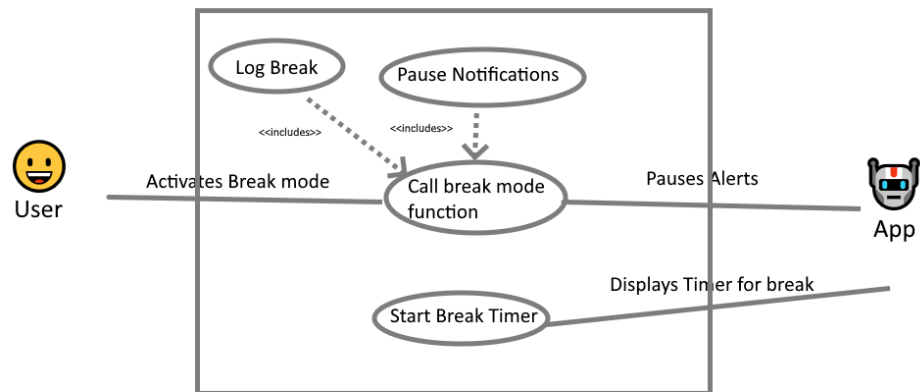 Log Break
Pause Notifications
<<includes>>
<<includes>>
Activates Break mode
User
Call break mode
function
Pauses Alerts
App
Displays Timer for break
Start Break Timer